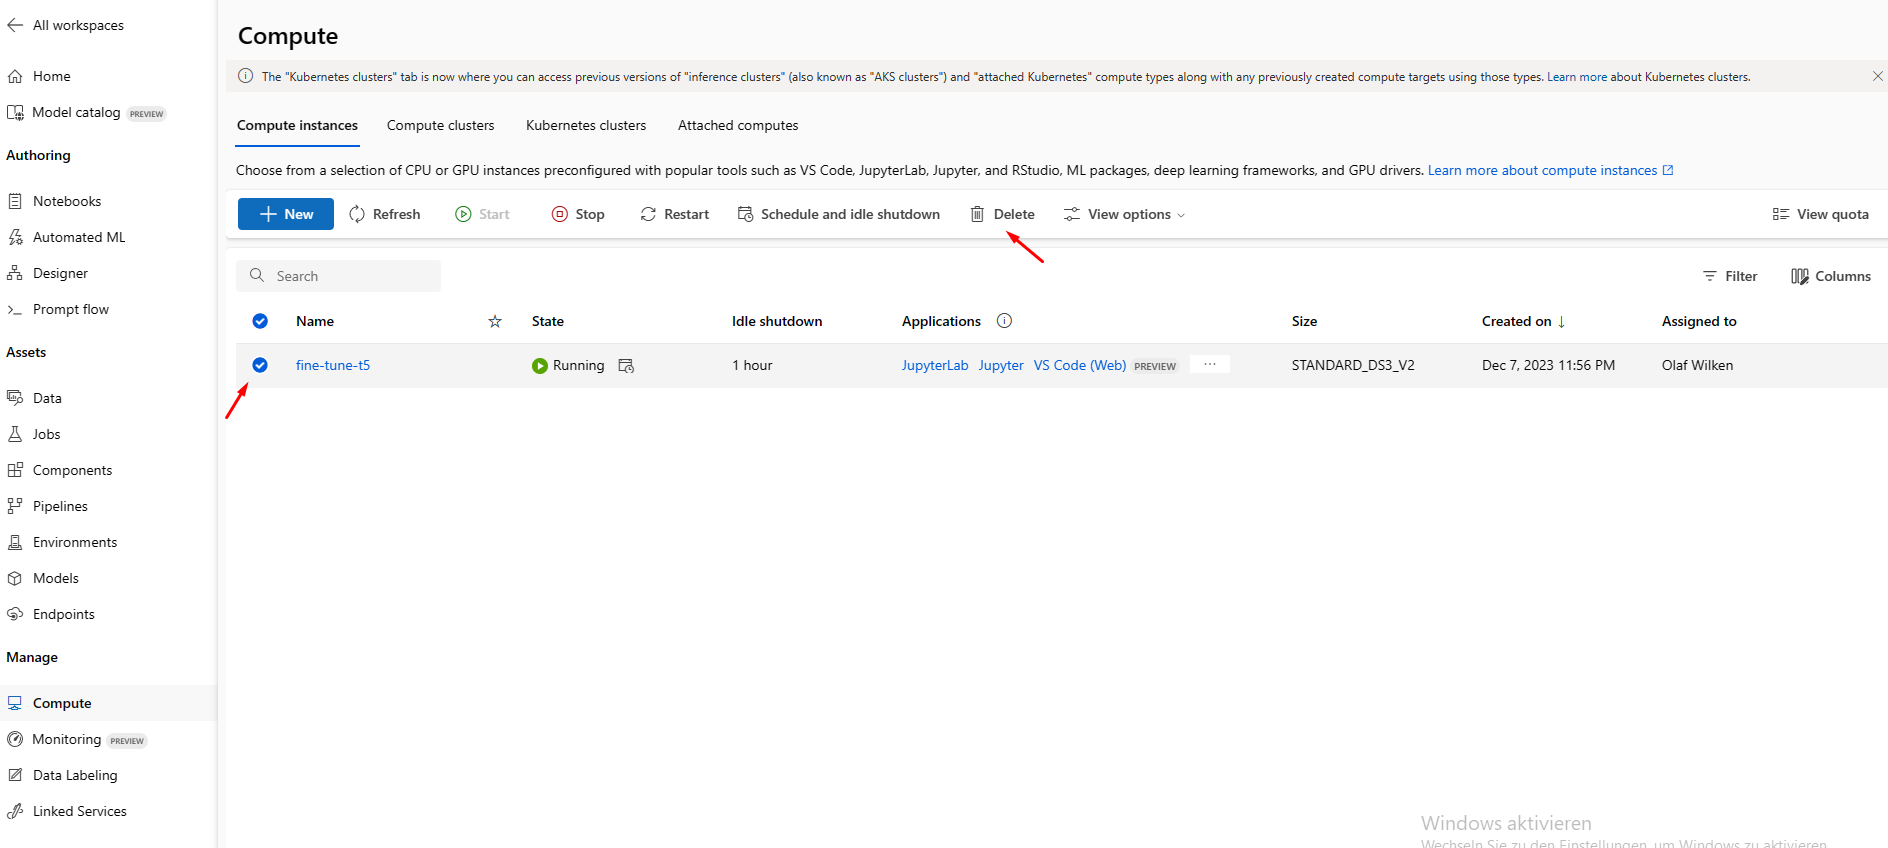 All workspaces
Home
Model catalog PREVIEW
Authoring
Notebooks
Automated ML
Designer
Prompt flow
Assets
Data
Jobs
Components
Pipelines
Environments
Models
Endpoints
Manage
Compute
Monitoring PREVIEW
Data Labeling
Linked Services
Compute
The "Kubernetes clusters" tab is now where you can access previous versions of "inference clusters" (also known as "AKS clusters") and "attached Kubernetes" compute types along with any previously created compute targets using those types. Learn more about Kubernetes clusters.
Compute instances Compute clusters Kubernetes clusters Attached computes
Choose from a selection of CPU or GPU instances preconfigured with popular tools such as VS Code, JupyterLab, Jupyter, and RStudio, ML packages, deep learning frameworks, and GPU drivers. Learn more about compute instances
New Refresh Start Stop Restart Schedule and idle shutdown Delete View options View quota
Search Filter Columns
Name State Idle shutdown Applications Size Created on ↓ Assigned to
fine-tune-t5 Running 1 hour JupyterLab Jupyter VS Code (Web) PREVIEW ... STANDARD_DS3_V2 Dec 7, 2023 11:56 PM Olaf Wilken
Windows aktivieren
Wechseln Sie zu den Einstellungen, um Windows zu aktivieren